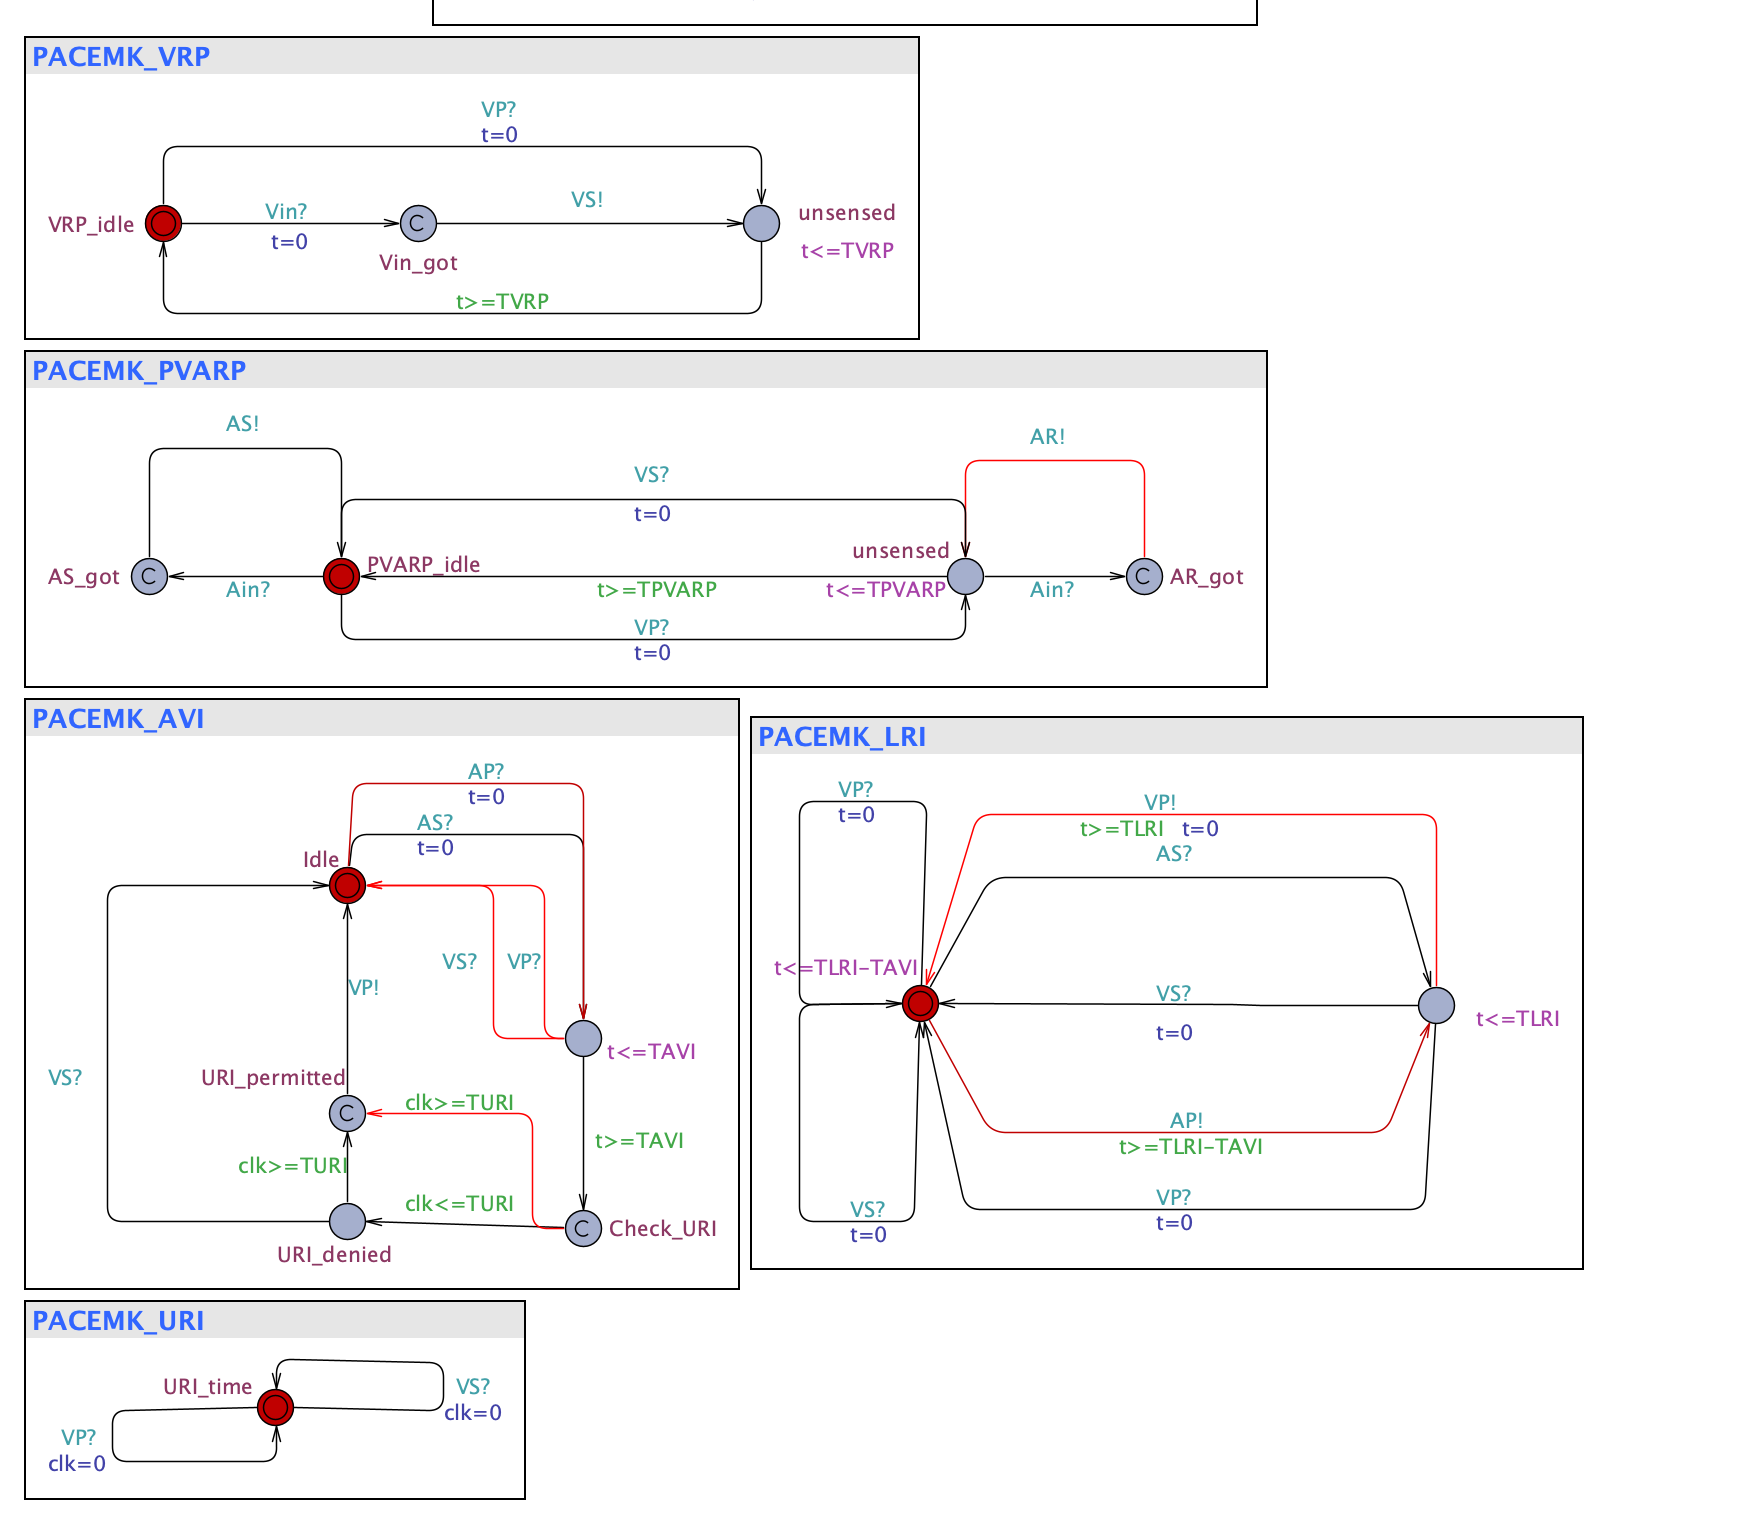 PACEMK_VRP
VP?
t=0
VS!
Vin?
VRP_idle
C
unsensed
t=0
t<=TVRP
Vin_got
t>=TVRP
PACEMK_PVARP
AS!
AR!
VS?
t=0
unsensed
PVARP_idle
AS_got
C
C
AR_got
Ain?
t>=TPVARP
t<=TPVARP
Ain?
VP?
t=0
PACEMK_AVI
AP?
t=0
AS?
t=0
Idle
VS?
VP?
VP!
t<=TAVI
VS?
URI_permitted
C
clk>=TURI
t>=TAVI
clk>=TURI
clk<=TURI
C
Check_URI
URI_denied
PACEMK_LRI
VP?
t=0
VP!
t>=TLRI
t=0
AS?
t<=TLRI-TAVI
VS?
t<=TLRI
t=0
AP!
t>=TLRI-TAVI
VP?
t=0
VS?
t=0
PACEMK_URI
URI_time
VS?
clk=0
VP?
clk=0